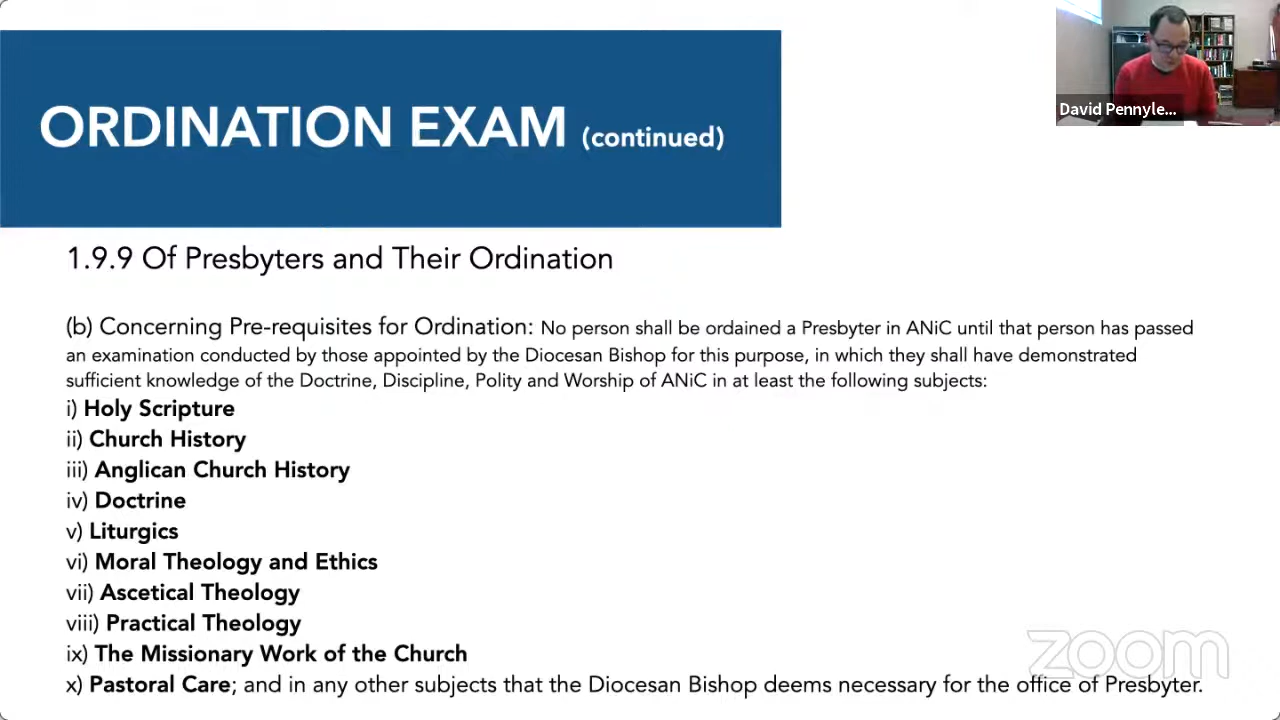 ORDINATION EXAM (continued)
David Pennyle...
1.9.9 Of Presbyters and Their Ordination
(b) Concerning Pre-requisites for Ordination: No person shall be ordained a Presbyter in ANiC until that person has passed
an examination conducted by those appointed by the Diocesan Bishop for this purpose, in which they shall have demonstrated
sufficient knowledge of the Doctrine, Discipline, Polity and Worship of ANiC in at least the following subjects:
i) Holy Scripture
ii) Church History
iii) Anglican Church History
iv) Doctrine
v) Liturgics
vi) Moral Theology and Ethics
vii) Ascetical Theology
viii) Practical Theology
ix) The Missionary Work of the Church
x) Pastoral Care; and in any other subjects that the Diocesan Bishop deems necessary for the office of Presbyter.
zoom